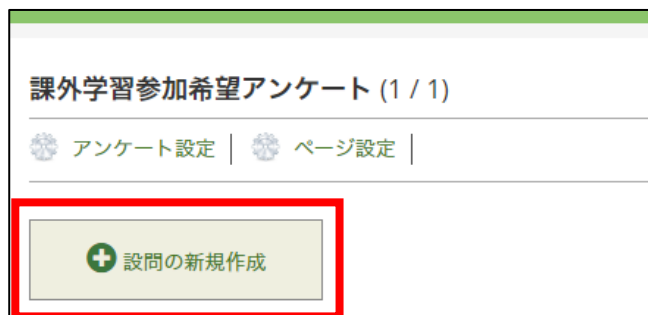 課外学習参加希望アンケート (1 / 1)
アンケート設定 | ページ設定 |
設問の新規作成